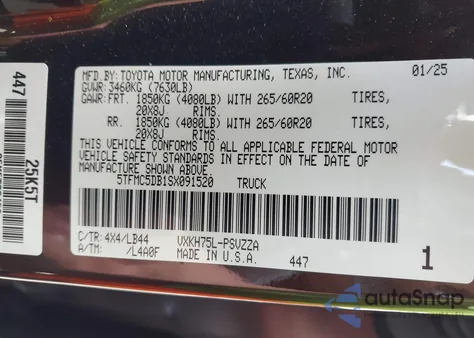 MFD.BY: TOYOTA MOTOR MANUFACTURING, TEXAS, INC. 01/25
GVWR: 3460KG (7630LB)
GAWR: FRT. 1850KG (4080LB) WITH 265/60R20 TIRES,
20X8J RIMS.
RR. 1850KG (4080LB) WITH 265/60R20 TIRES,
20X8J RIMS.
THIS VEHICLE CONFORMS TO ALL APPLICABLE FEDERAL MOTOR
VEHICLE SAFETY STANDARDS IN EFFECT ON THE DATE OF
MANUFACTURE SHOWN ABOVE.
5TFMC5DB1SX091520 TRUCK
C/TR: 4X4/LB44 VXKH75L-PSVZZA
A/TM: /L4A0F MADE IN U.S.A. 447 1
447
25K5T
autoSnap